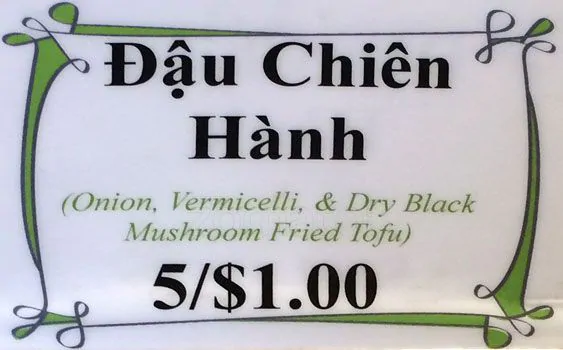 Đậu Chiên
Hành
(Onion, Vermicelli, & Dry Black
Mushroom Fried Tofu)
5/$1.00